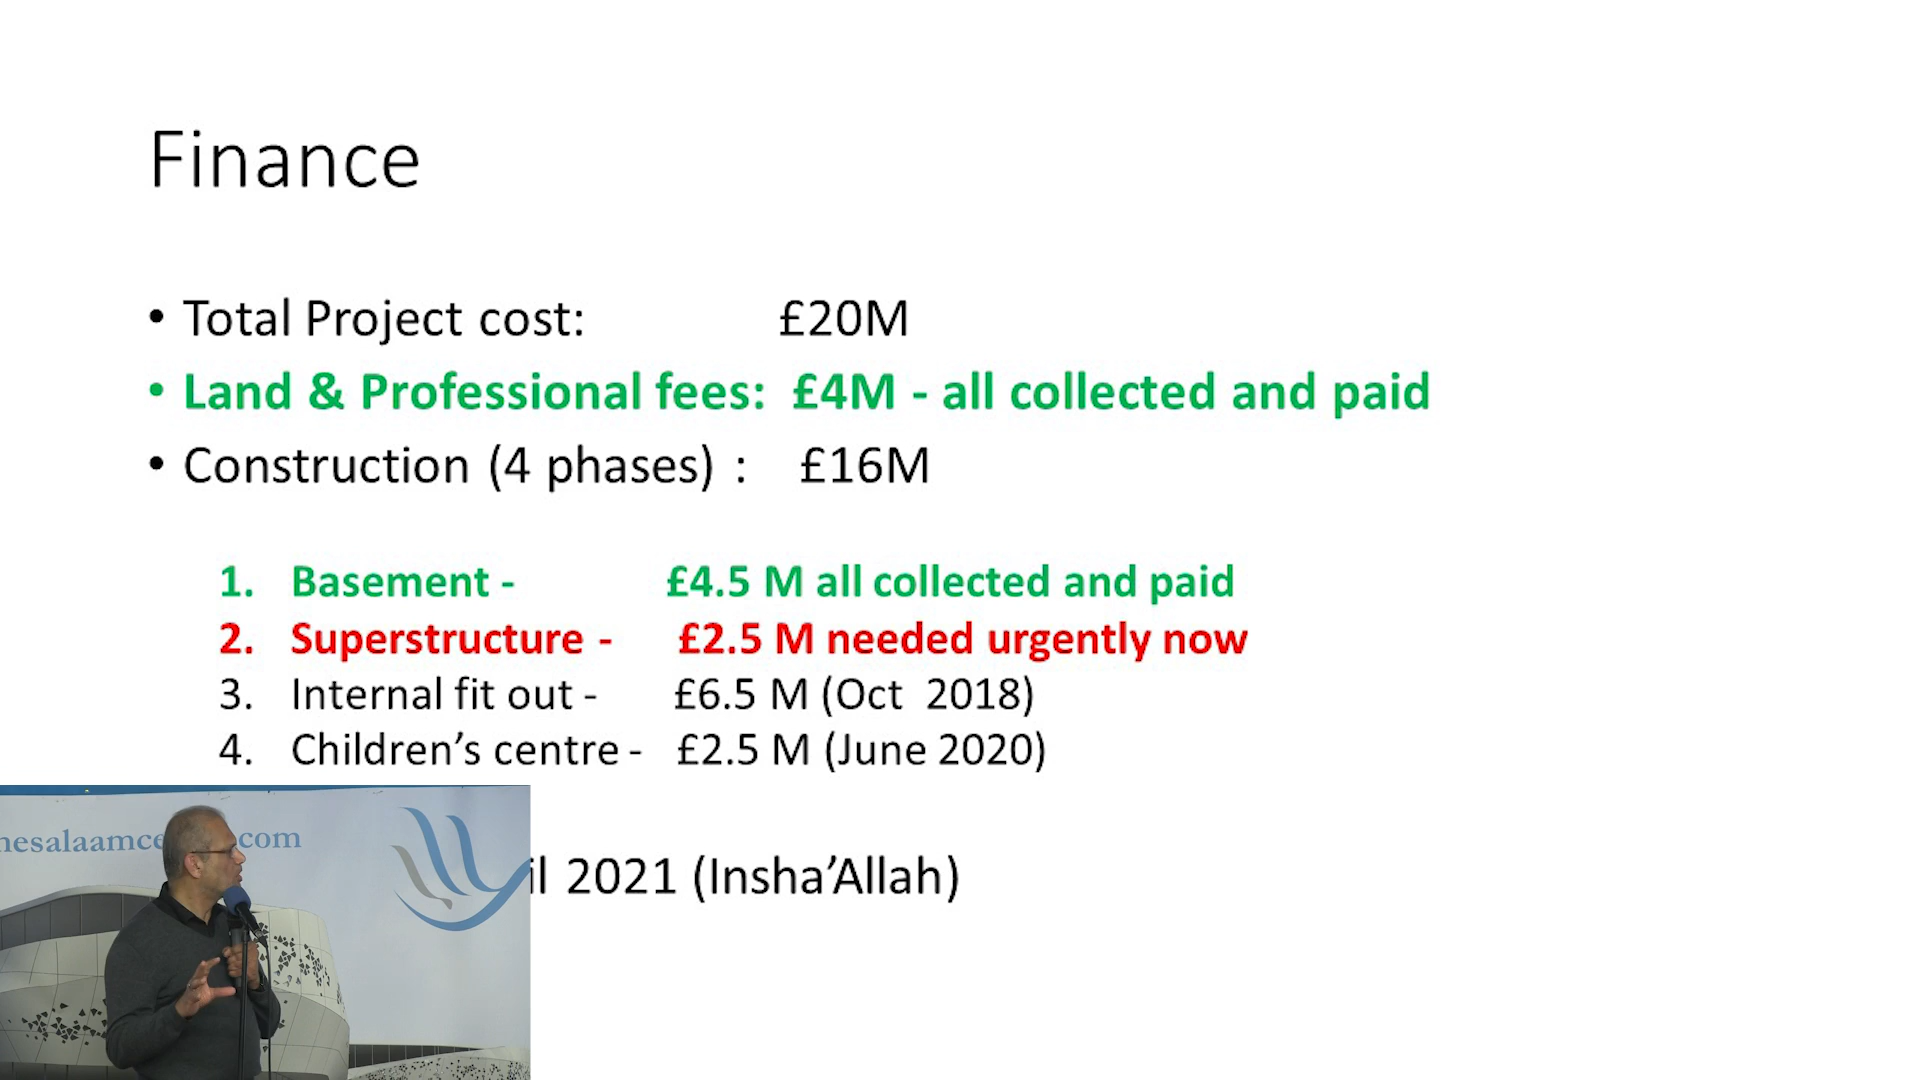 Finance
• Total Project cost: £20M
• Land & Professional fees: £4M - all collected and paid
• Construction (4 phases) : £16M
1. Basement - £4.5 M all collected and paid
2. Superstructure - £2.5 M needed urgently now
3. Internal fit out - £6.5 M (Oct 2018)
4. Children’s centre - £2.5 M (June 2020)
2021 (Insha’Allah)
com